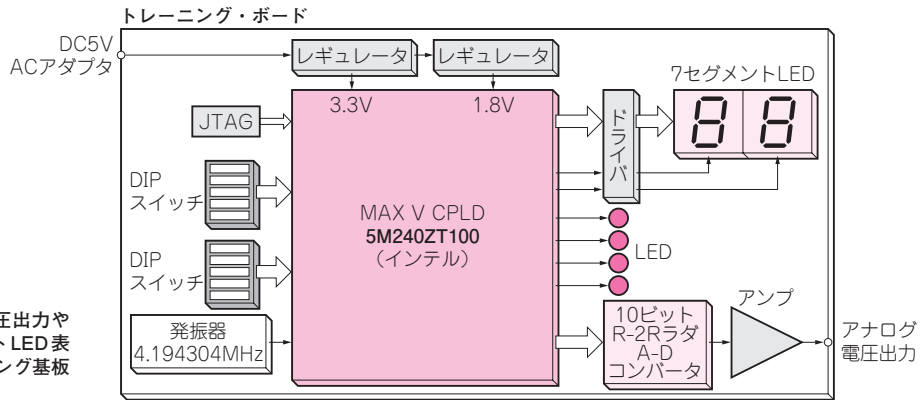 トレーニング・ボード
DC5V
ACアダプタ
レギュレータ
レギュレータ
3.3V
1.8V
7セグメントLED
JTAG
ドライバ
DIP
スイッチ
DIP
スイッチ
MAX V CPLD
5M240ZT100
（インテル）
LED
発振器
4.194304MHz
10ビット
R-2Rラダ
A-D
コンバータ
アンプ
アナログ
電圧出力
圧出力や
トLED表
ング基板